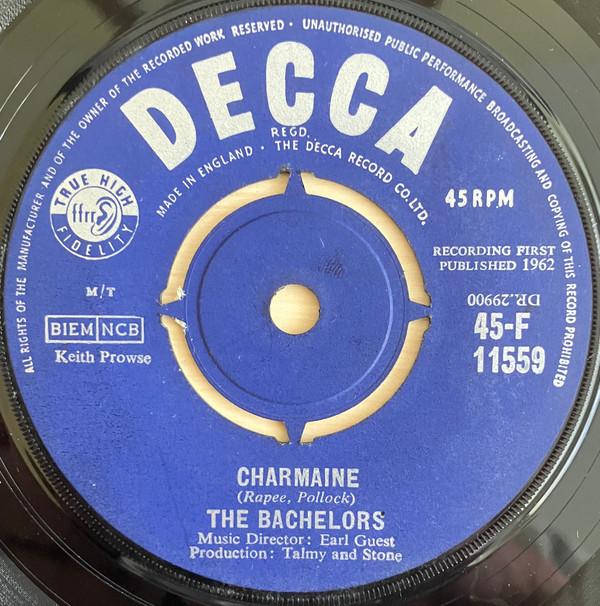 ALL RIGHTS OF THE MANUFACTURER AND OF THE OWNER OF THE RECORDED WORK RESERVED • UNAUTHORISED PUBLIC PERFORMANCE BROADCASTING AND COPYING OF THIS RECORD PROHIBITED
DECCA
REGD.
MADE IN ENGLAND • THE DECCA RECORD CO. LTD.
TRUE HIGH
ffrr
FIDELITY
45 RPM
RECORDING FIRST
PUBLISHED 1962
M/T
DR.29900
BIEM NCB
45-F
11559
Keith Prowse
CHARMAINE
(Rapee, Pollock)
THE BACHELORS
Music Director: Earl Guest
Production: Talmy and Stone